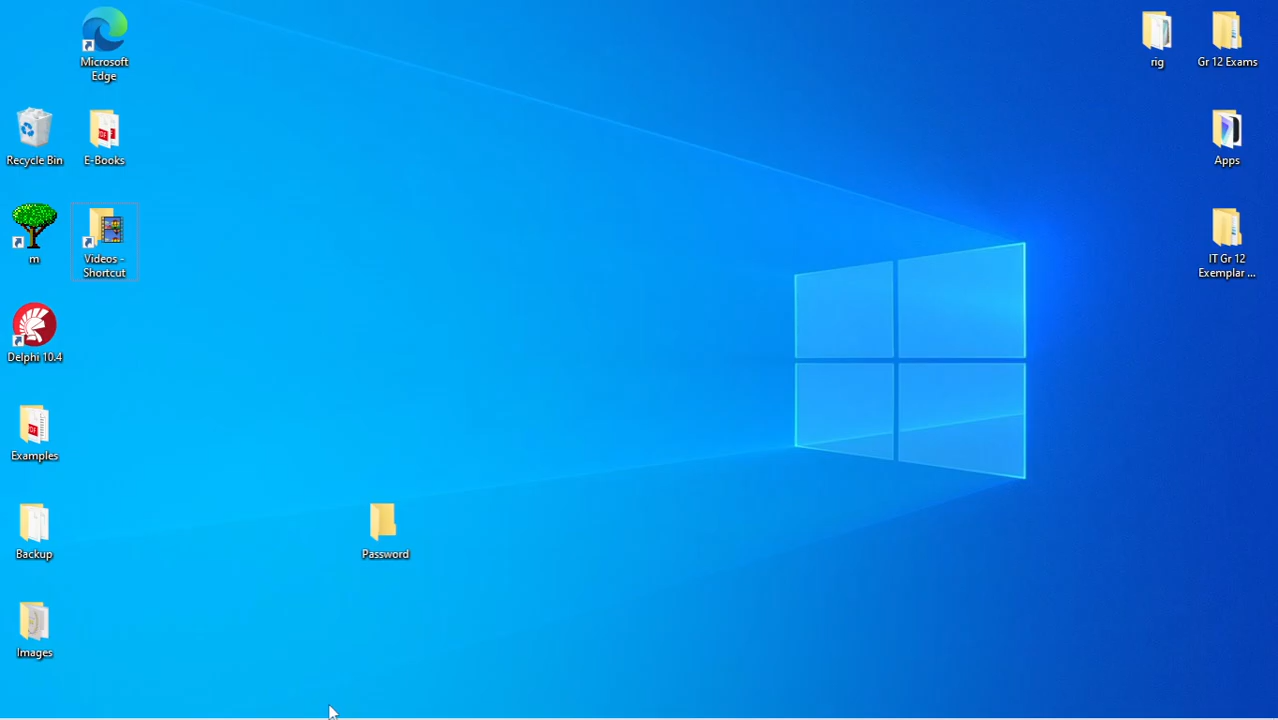 Microsoft
Edge
rig
Gr 12 Exams
Recycle Bin
E-Books
Apps
m
Videos -
Shortcut
IT Gr 12
Exemplar ...
Delphi 10.4
Examples
Backup
Password
Images